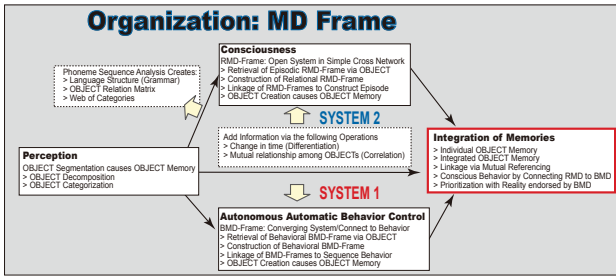 Organization: MD Frame
Consciousness
RMD-Frame: Open System in Simple Cross Network
> Retrieval of Episodic RMD-Frame via OBJECT
> Construction of Relational RMD-Frame
> Linkage of RMD-Frames to Construct Episode
> OBJECT Creation causes OBJECT Memory
Phoneme Sequence Analysis Creates:
> Language Structure (Grammar)
> OBJECT Relation Matrix
> Web of Categories
SYSTEM 2
Add Information via the following Operations
> Change in time (Differentiation)
> Mutual relationship among OBJECTs (Correlation)
Perception
OBJECT Segmentation causes OBJECT Memory
> OBJECT Decomposition
> OBJECT Categorization
Integration of Memories
> Individual OBJECT Memory
> Integrated OBJECT Memory
> Linkage via Mutual Referencing
> Conscious Behavior by Connecting RMD to BMD
> Prioritization with Reality endorsed by BMD
SYSTEM 1
Autonomous Automatic Behavior Control
BMD-Frame: Converging System/Connect to Behavior
> Retrieval of Behavioral BMD-Frame via OBJECT
> Construction of Behavioral BMD-Frame
> Linkage of BMD-Frames to Sequence Behavior
> OBJECT Creation causes OBJECT Memory